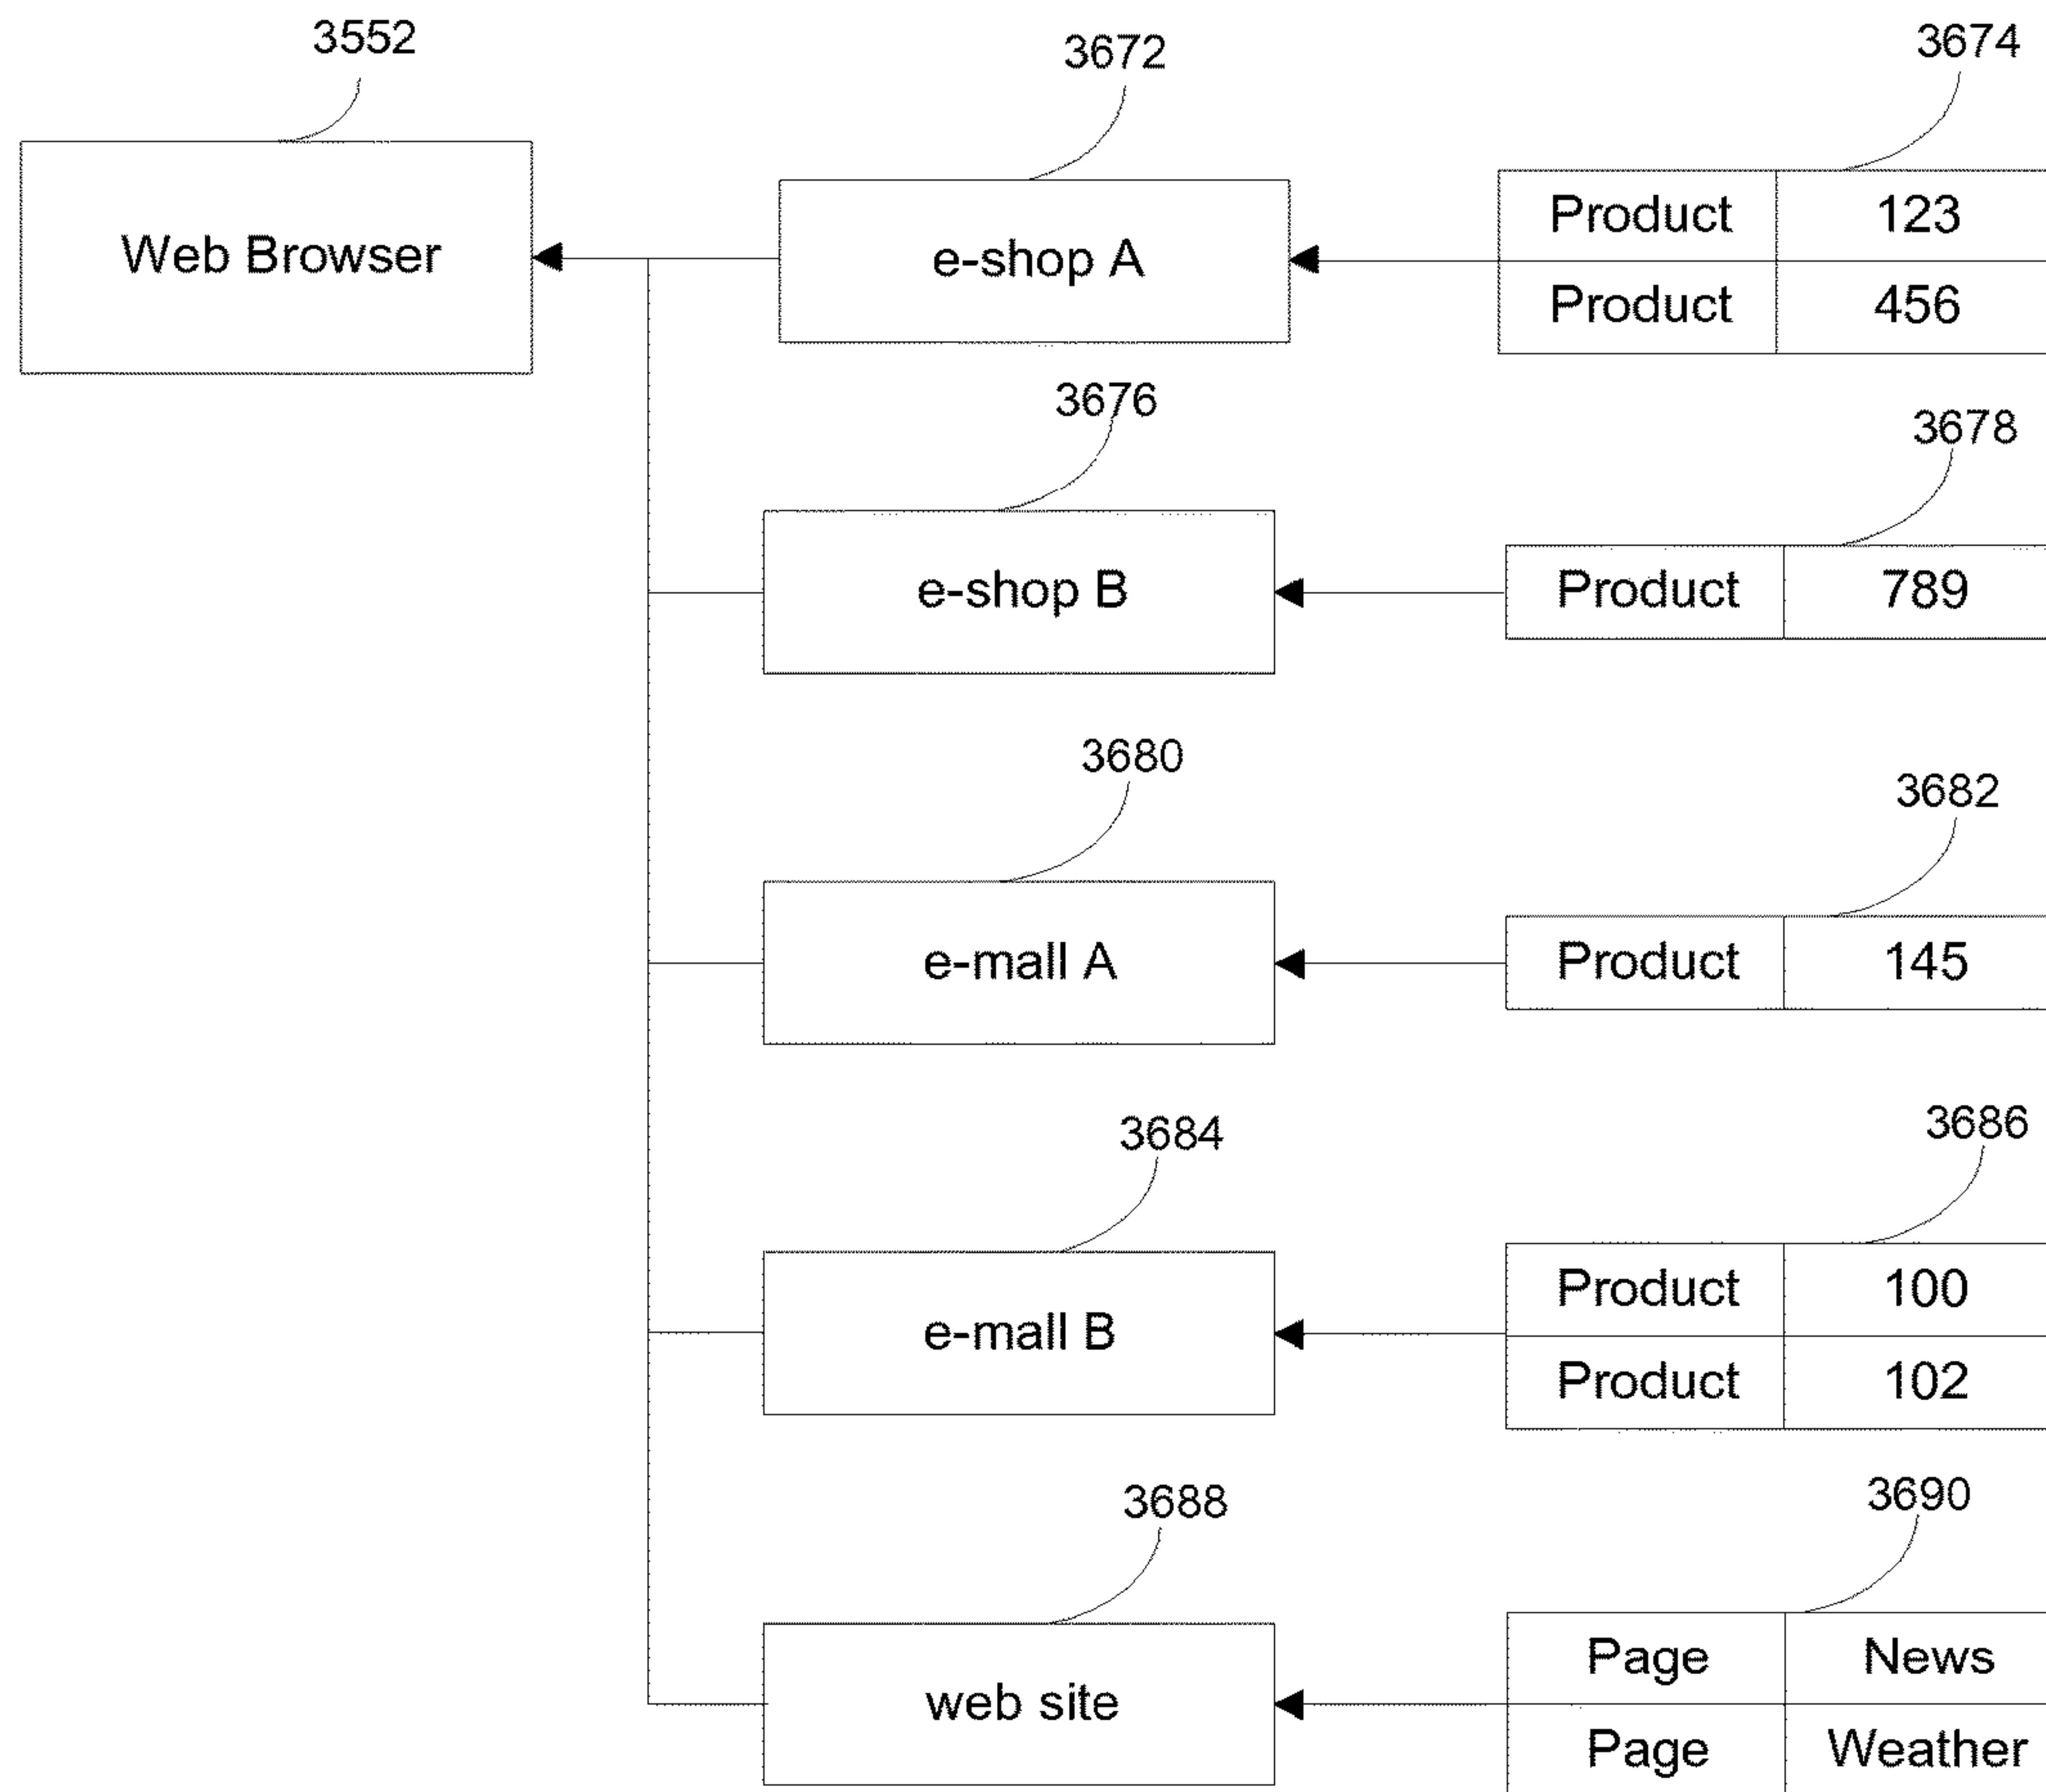 3552
3672
3674
Web Browser
e-shop A
Product 123
Product 456
3676
3678
e-shop B
Product 789
3680
3682
e-mall A
Product 145
3684
3686
e-mall B
Product 100
Product 102
3688
3690
web site
Page News
Page Weather